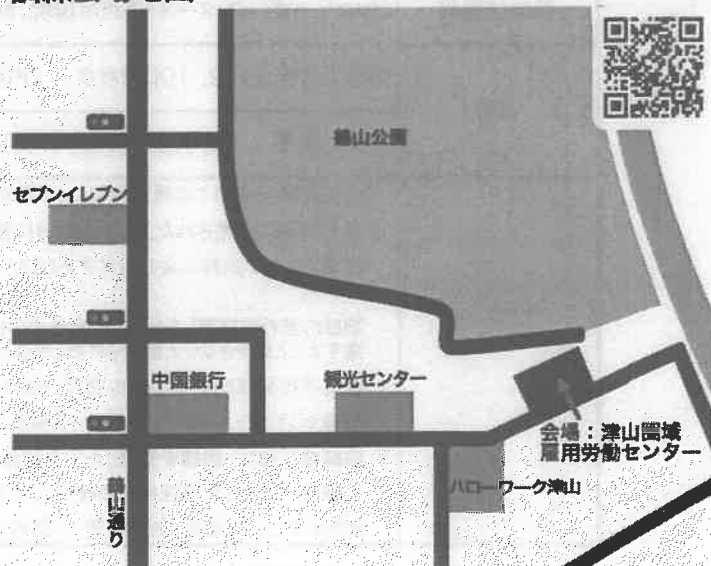 鶴山公園
セブンイレブン
中国銀行
観光センター
会場：津山圏域
雇用労働センター
ハローワーク津山
鶴山通り